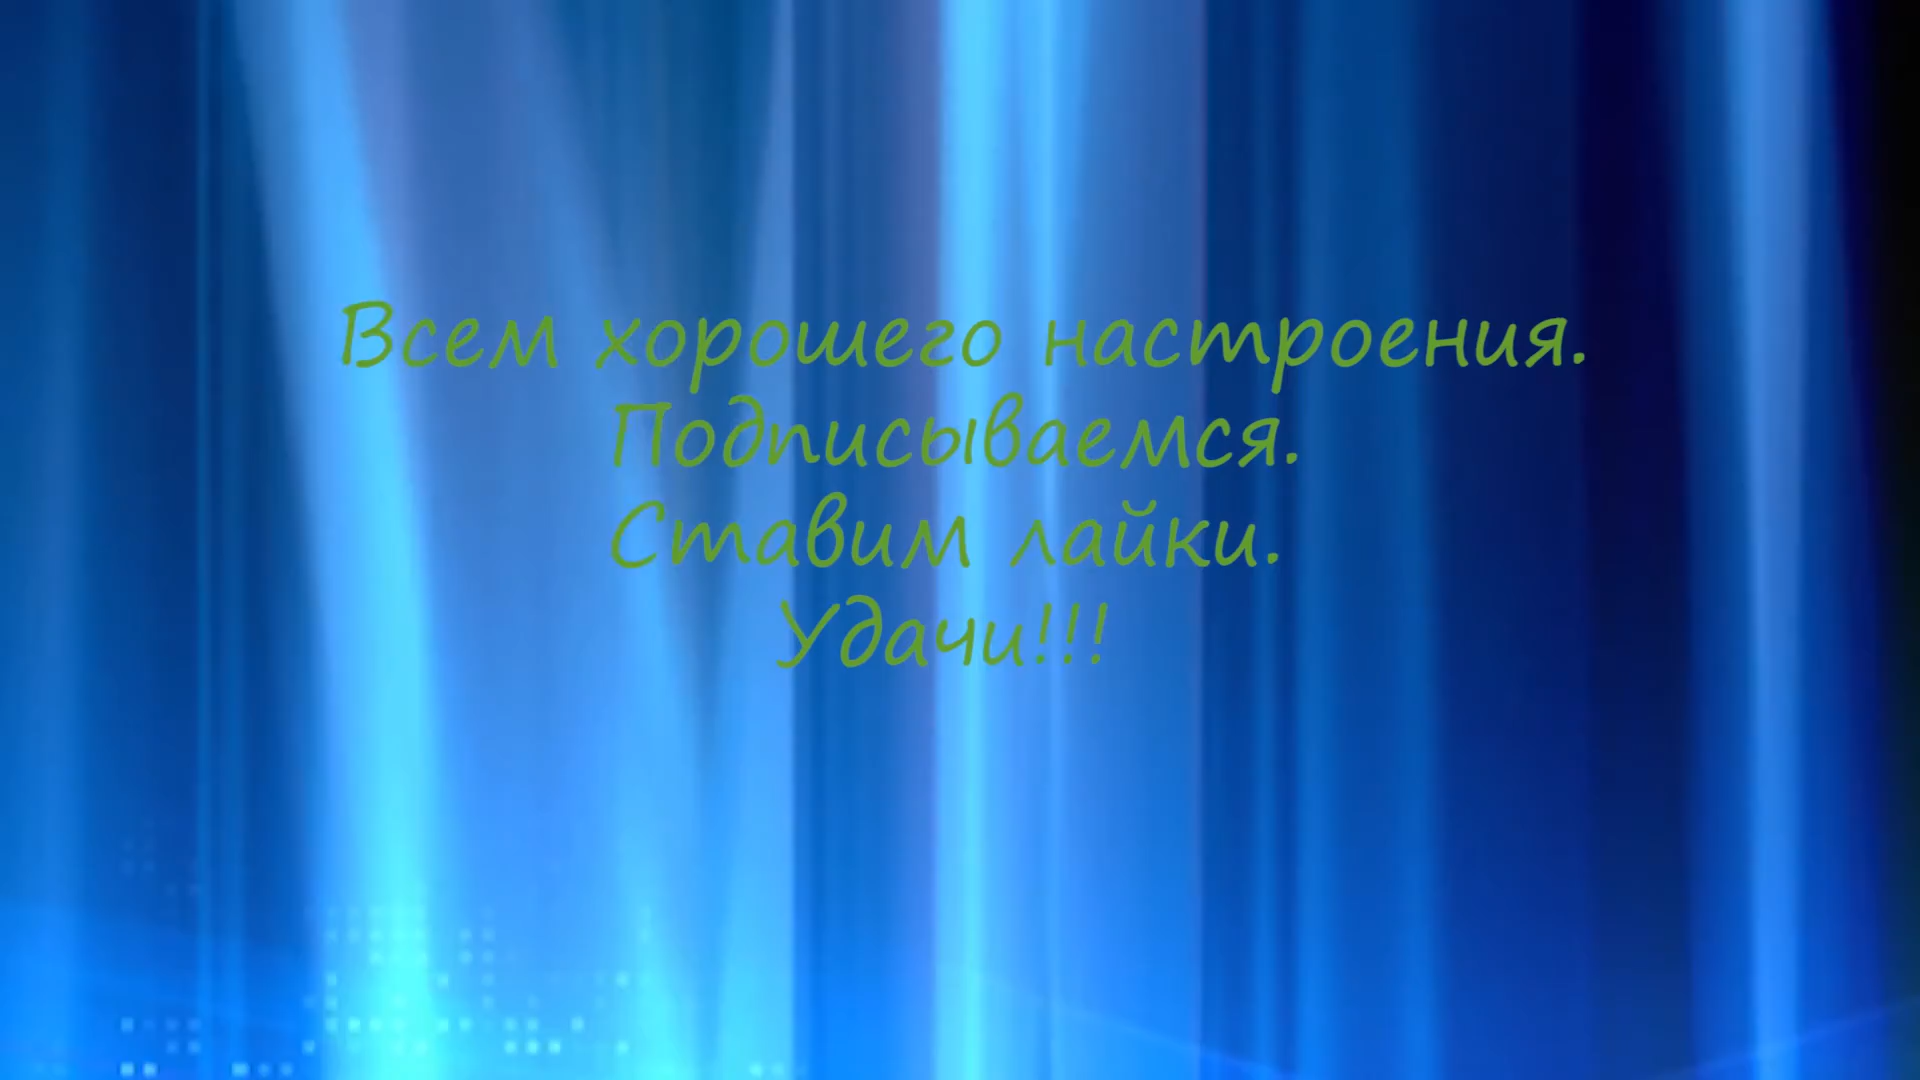 Всем хорошего настроения.
Подписываемся.
Ставим лайки.
Удачи!!!